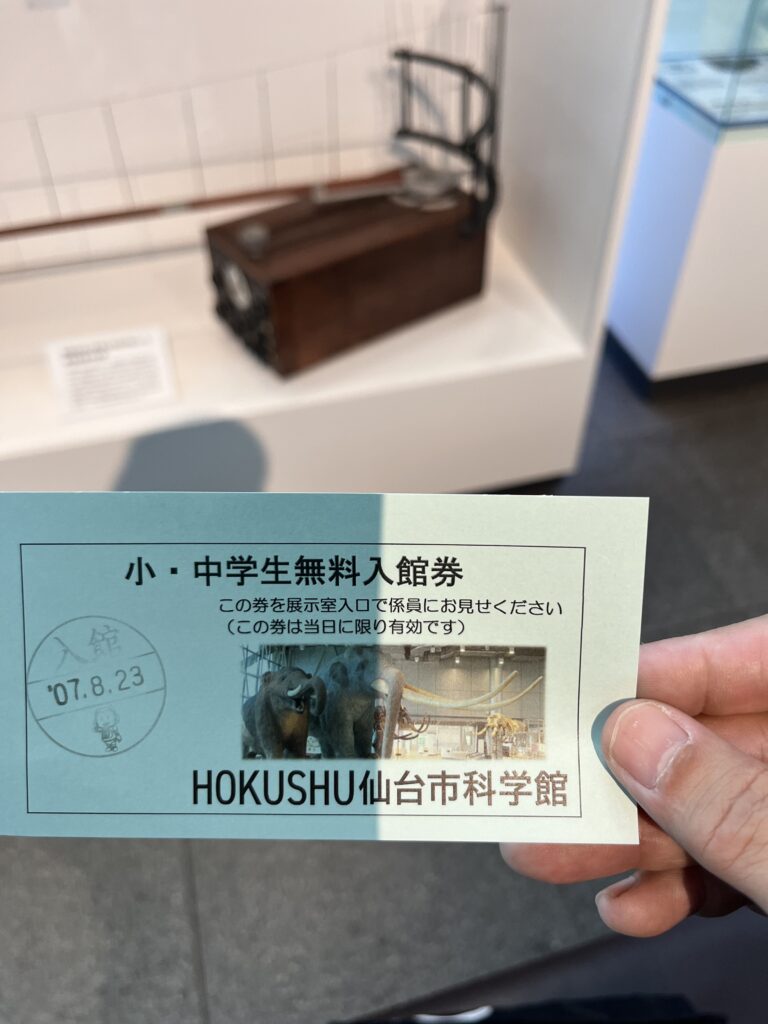 小・中学生無料入館券
この券を展示室入口で係員にお見せください
（この券は当日に限り有効です）
入館
'07.8.23
HOKUSHU仙台市科学館